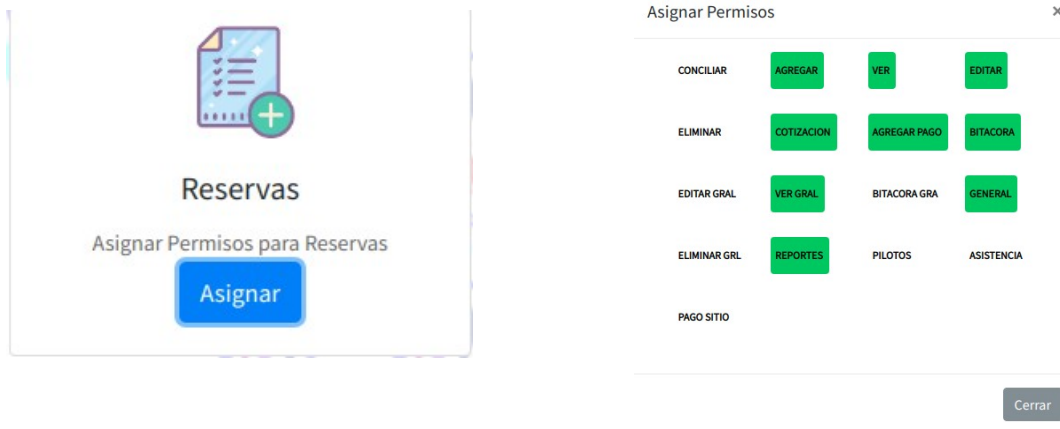 Reservas
Asignar Permisos para Reservas
Asignar
Asignar Permisos ×
CONCILIAR AGREGAR VER EDITAR
ELIMINAR COTIZACION AGREGAR PAGO BITACORA
EDITAR GRAL VER GRAL BITACORA GRA GENERAL
ELIMINAR GRL REPORTES PILOTOS ASISTENCIA
PAGO SITIO
Cerrar